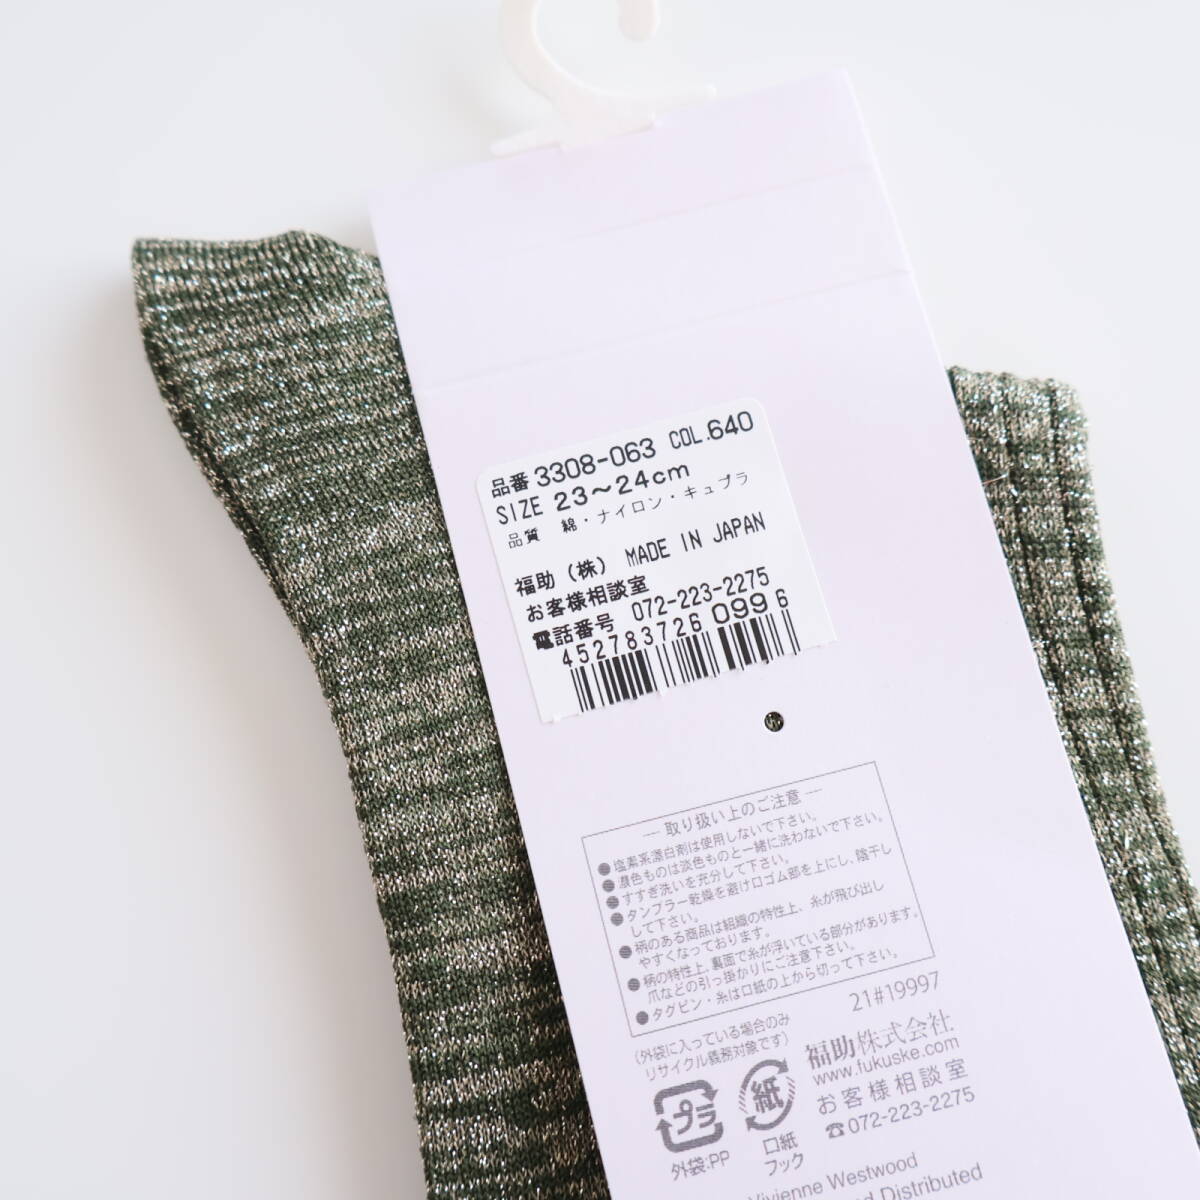 品番 3308-063 COL.640
SIZE 23～24cm
品質 綿・ナイロン・キュプラ
福助（株） MADE IN JAPAN
お客様相談室
電話番号 072-223-2275
4527837260996
― 取り扱い上のご注意 ―
●塩素系漂白剤は使用しないで下さい。
●濃色ものは淡色ものと一緒に洗わないで下さい。
●すすぎ洗いを充分して下さい。
●タンブラー乾燥を避け口ゴム部を上にし、陰干し
して下さい。
●柄のある商品は組織の特性上、糸が飛び出し
やすくなっております。
●柄の特性上、裏面で糸が浮いている部分があります。
爪などの引っ掛かりにご注意下さい。
●タグピン・糸は口紙の上から切って下さい。
21#19997
（外袋に入っている場合のみ
リサイクル義務対象です）
プラ
外袋:PP
紙
口紙
フック
福助株式会社
www.fukuske.com
お客様相談室
☎072-223-2275
Vivienne Westwood
Distributed